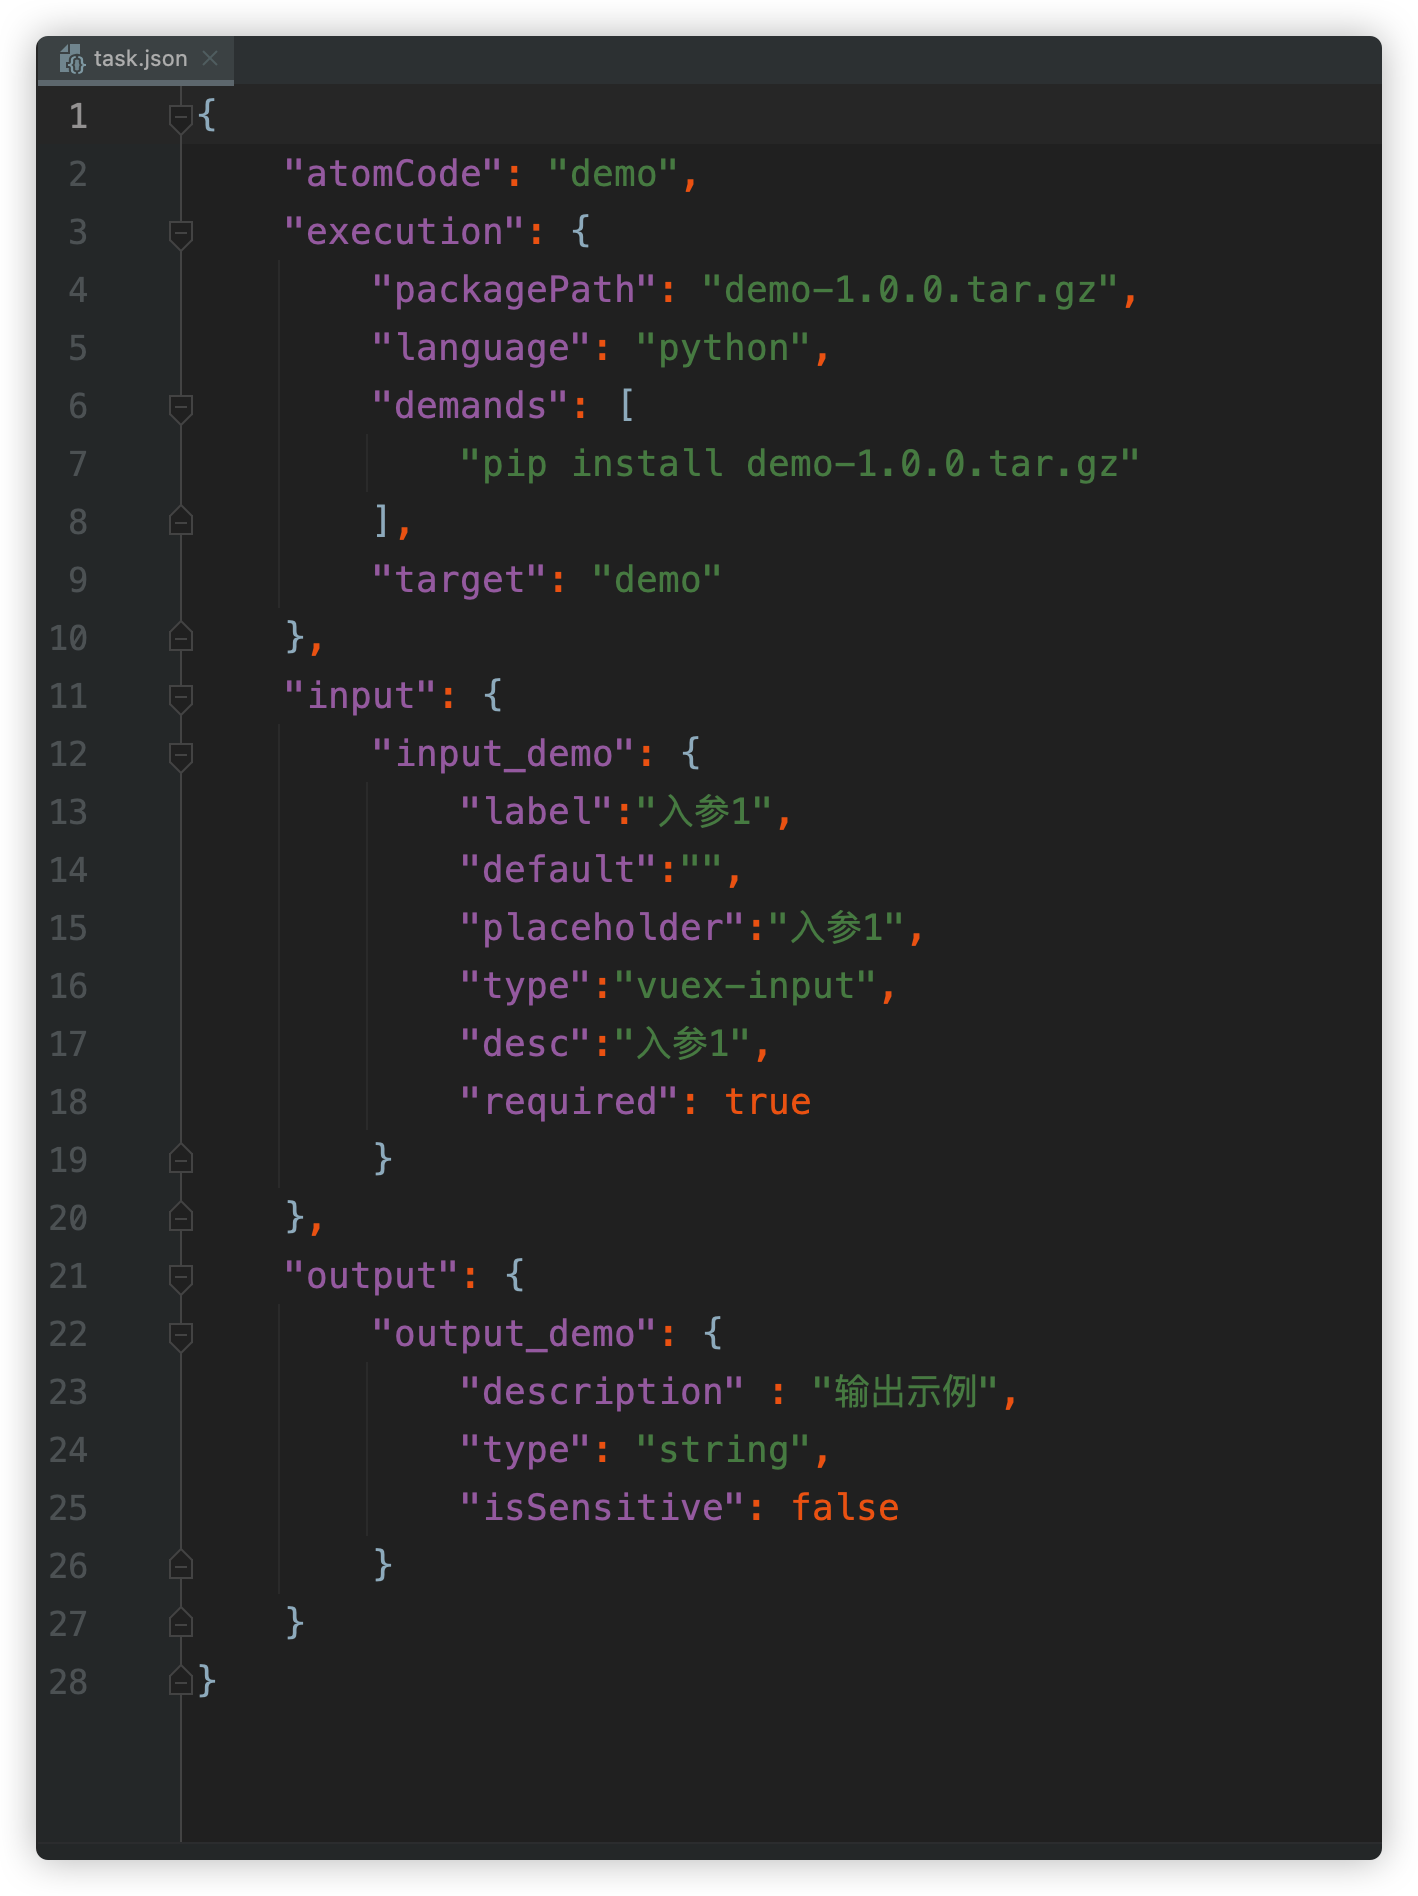 task.json
1 {
2     "atomCode": "demo",
3     "execution": {
4         "packagePath": "demo-1.0.0.tar.gz",
5         "language": "python",
6         "demands": [
7             "pip install demo-1.0.0.tar.gz"
8         ],
9         "target": "demo"
10     },
11     "input": {
12         "input_demo": {
13             "label":"入参1",
14             "default":"",
15             "placeholder":"入参1",
16             "type":"vuex-input",
17             "desc":"入参1",
18             "required": true
19         }
20     },
21     "output": {
22         "output_demo": {
23             "description" : "输出示例",
24             "type": "string",
25             "isSensitive": false
26         }
27     }
28 }